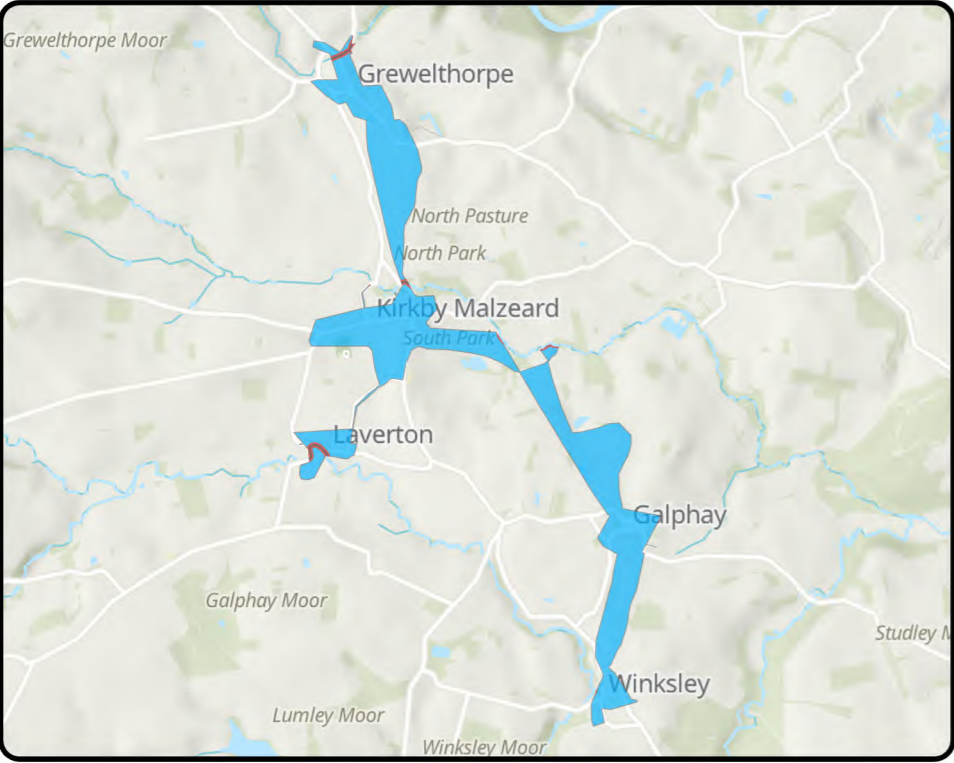 Grewelthorpe Moor
Grewelthorpe
North Pasture
North Park
Kirkby Malzeard
South Park
Laverton
Galphay
Galphay Moor
Studley M
Winksley
Lumley Moor
Winksley Moor